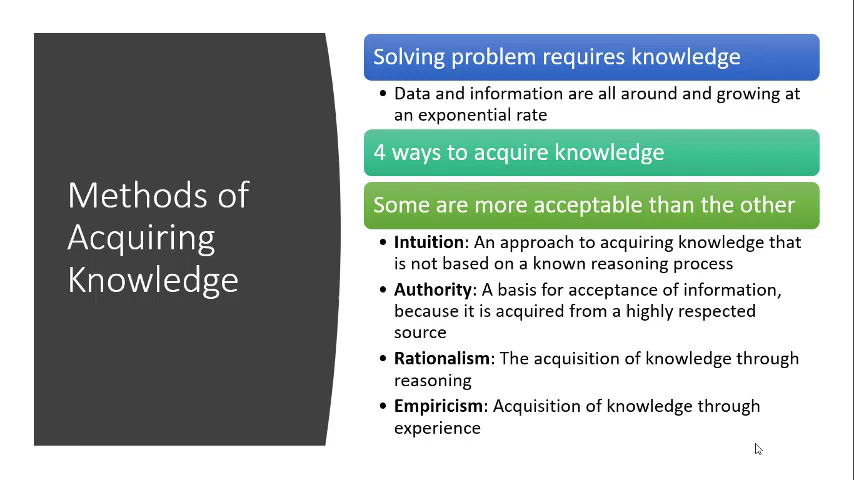 Methods of
Acquiring
Knowledge
Solving problem requires knowledge
• Data and information are all around and growing at
an exponential rate
4 ways to acquire knowledge
Some are more acceptable than the other
• Intuition: An approach to acquiring knowledge that
is not based on a known reasoning process
• Authority: A basis for acceptance of information,
because it is acquired from a highly respected
source
• Rationalism: The acquisition of knowledge through
reasoning
• Empiricism: Acquisition of knowledge through
experience